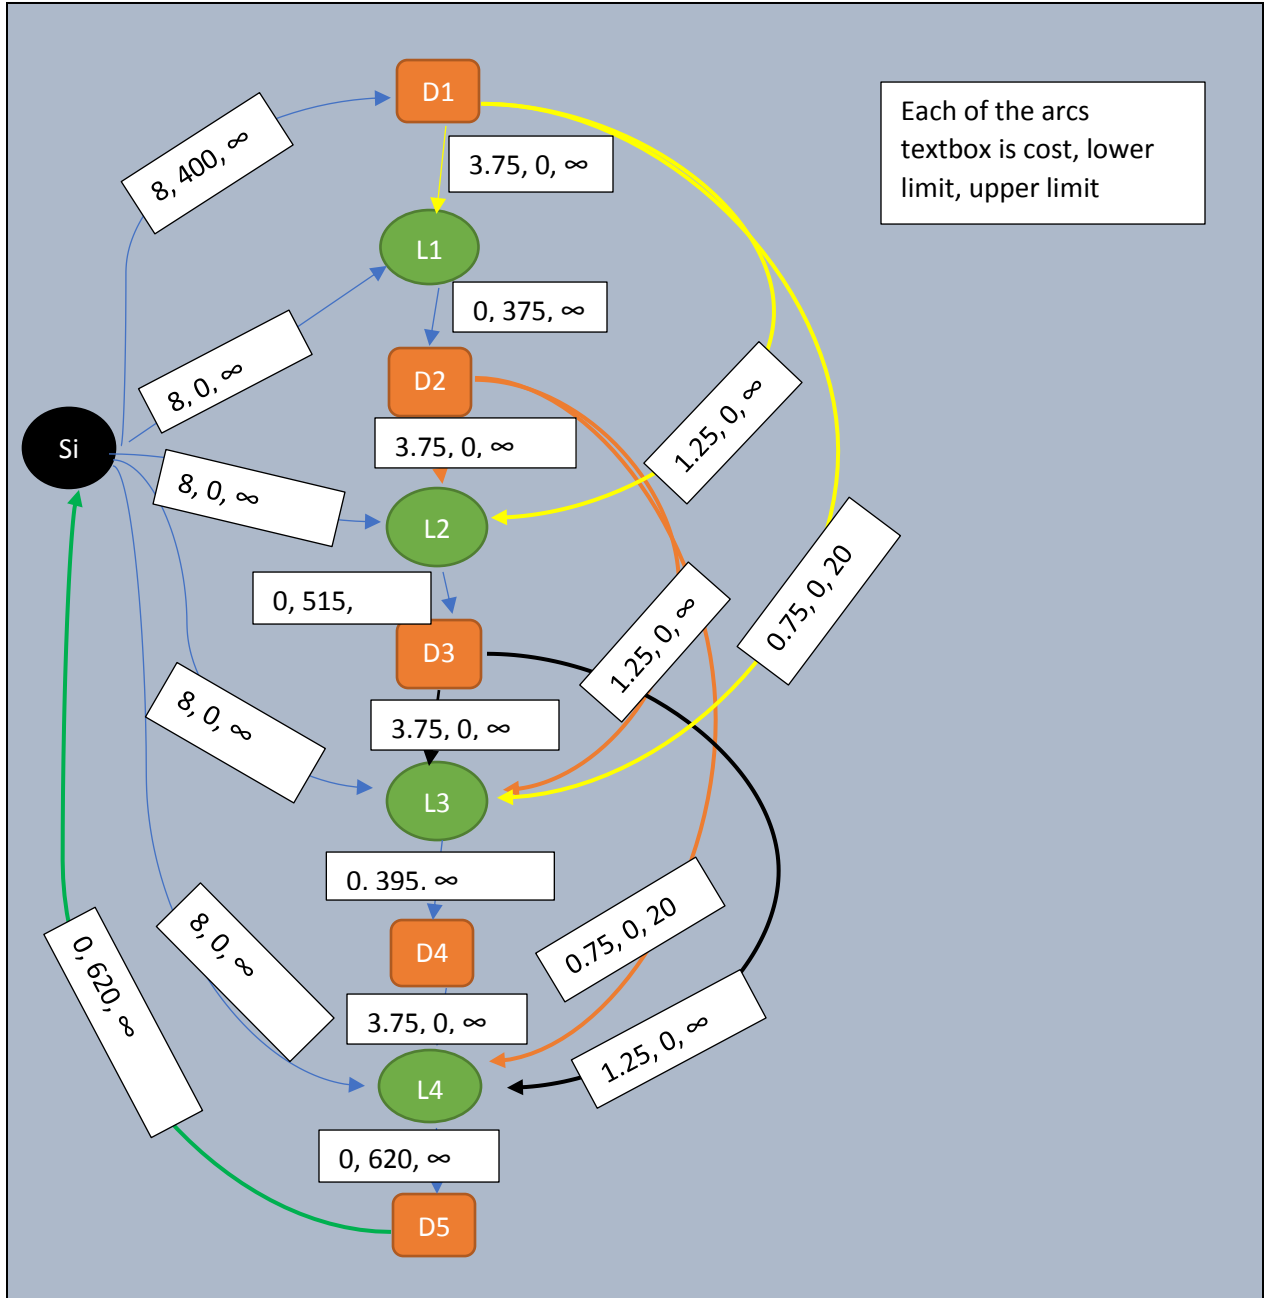 D1
Each of the arcs
textbox is cost, lower
limit, upper limit
8, 400, ∞
3.75, 0, ∞
L1
0, 375, ∞
8, 0, ∞
D2
1.25, 0, ∞
3.75, 0, ∞
Si
8, 0, ∞
L2
0.75, 0, 20
0, 515,
1.25, 0, ∞
D3
8, 0, ∞
3.75, 0, ∞
L3
0. 395. ∞
0.75, 0, 20
8, 0, ∞
D4
0, 620, ∞
3.75, 0, ∞
1.25, 0, ∞
L4
0, 620, ∞
D5